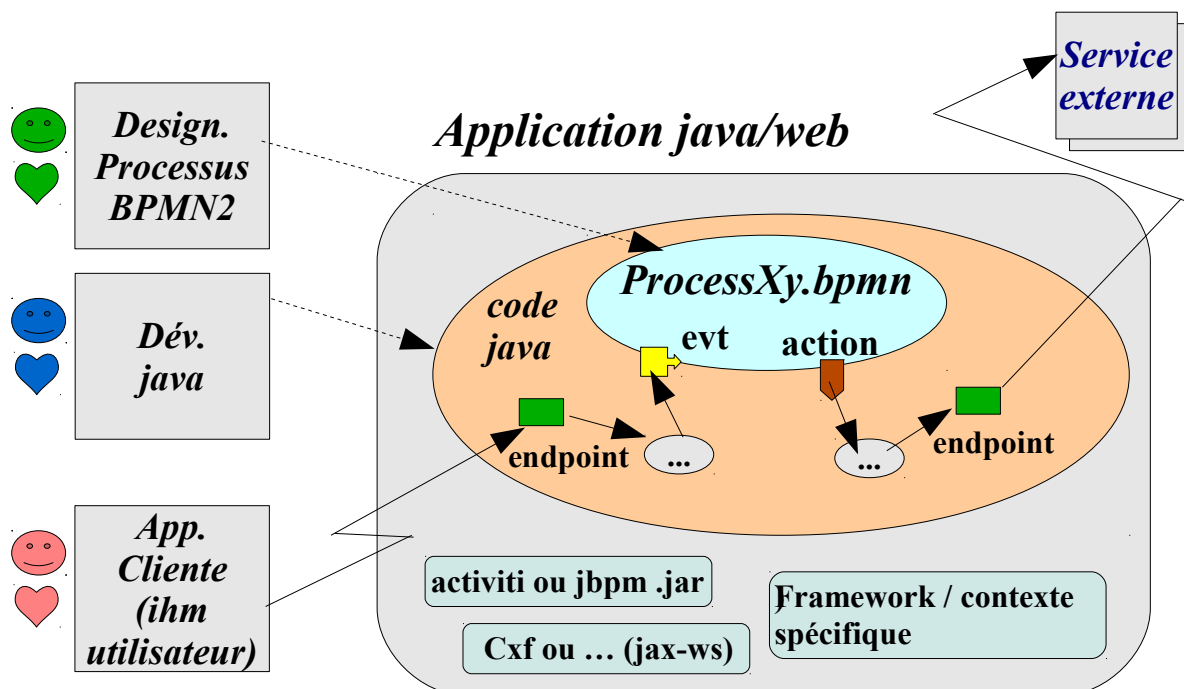 Service
externe
Application java/web
Design.
Processus
BPMN2
ProcessXy.bpmn
code
java
evt
action
Dév.
java
endpoint
...
...
endpoint
App.
Cliente
(ihm
utilisateur)
activiti ou jbpm .jar
Framework / contexte
spécifique
Cxf ou … (jax-ws)